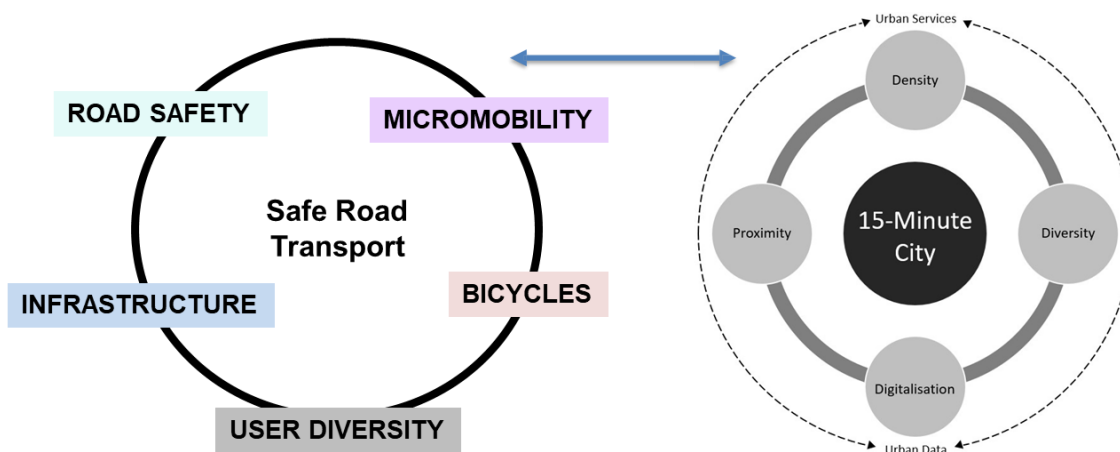 ROAD SAFETY
MICROMOBILITY
Safe Road
Transport
INFRASTRUCTURE
BICYCLES
USER DIVERSITY
Urban Services
Density
Proximity
15-Minute
City
Diversity
Digitalisation
Urban Data